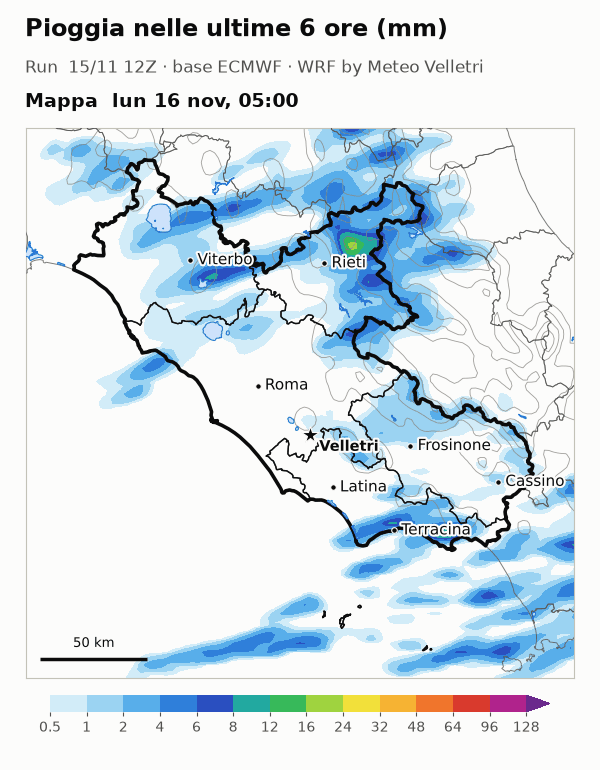 Pioggia nelle ultime 6 ore (mm)
Run 15/11 12Z · base ECMWF · WRF by Meteo Velletri
Mappa lun 16 nov, 05:00
Viterbo
Rieti
Roma
Velletri
Frosinone
Latina
Cassino
Terracina
50 km
0.5 1 2 4 6 8 12 16 24 32 48 64 96 128